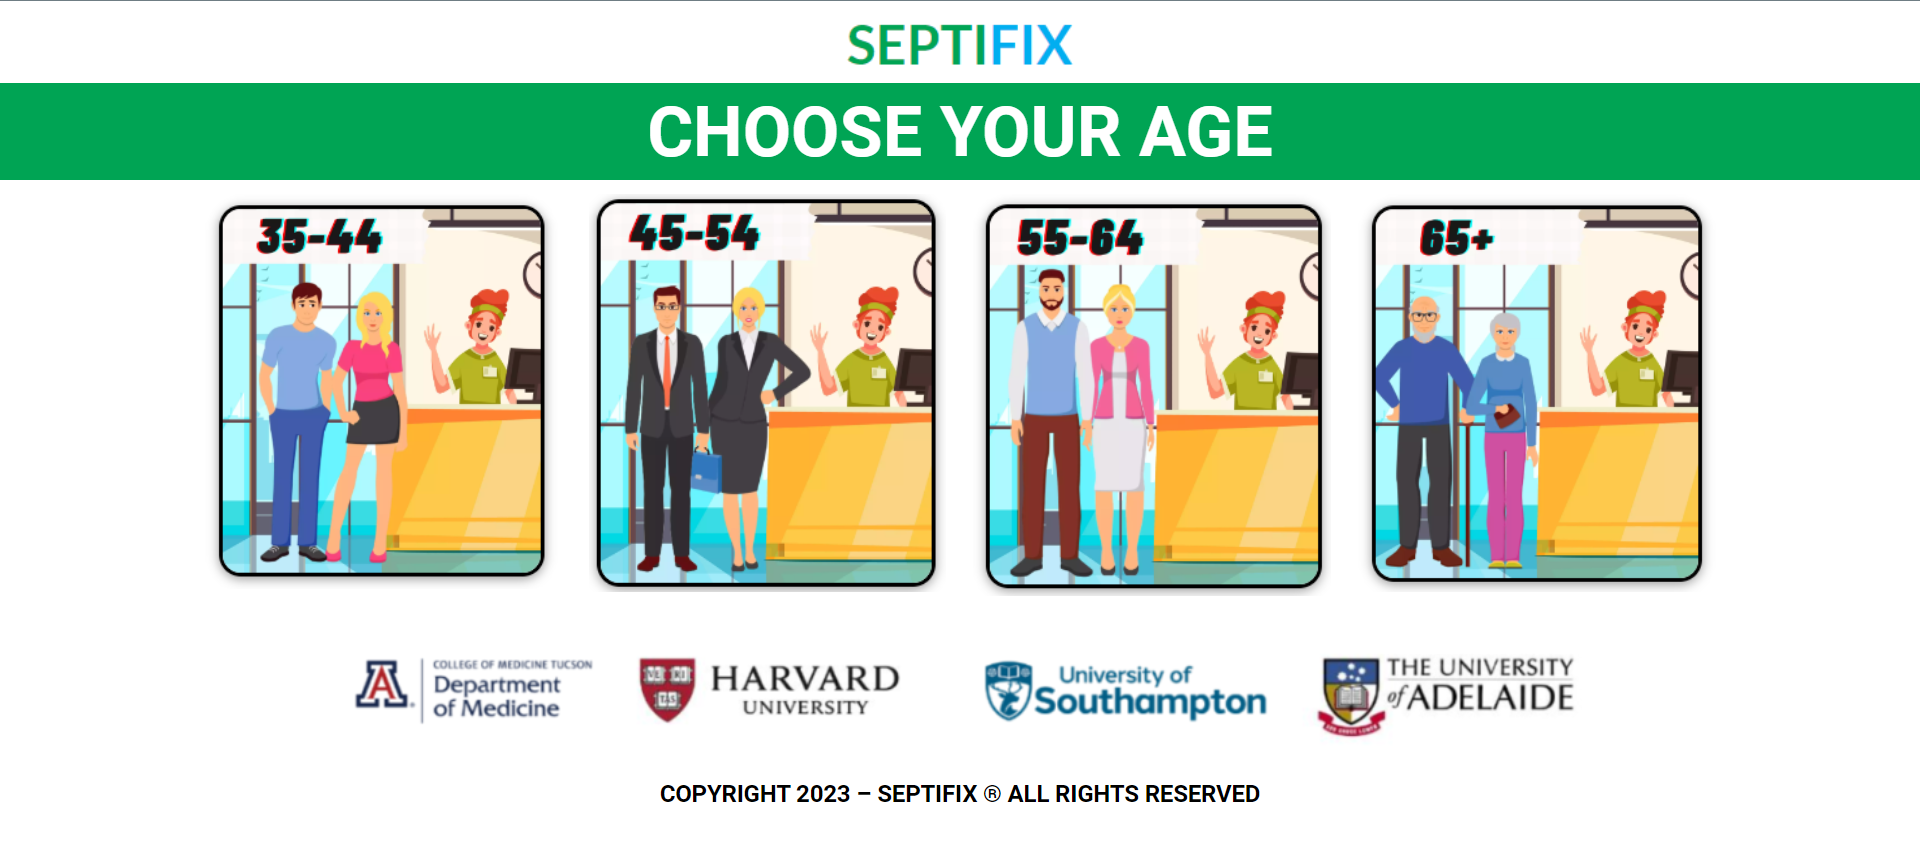 SEPTIFIX
CHOOSE YOUR AGE
35-44
45-54
55-64
65+
A
COLLEGE OF MEDICINE TUCSON
Department
of Medicine
VE RI
TAS
HARVARD
UNIVERSITY
University of
Southampton
THE UNIVERSITY
of ADELAIDE
COPYRIGHT 2023 – SEPTIFIX ® ALL RIGHTS RESERVED